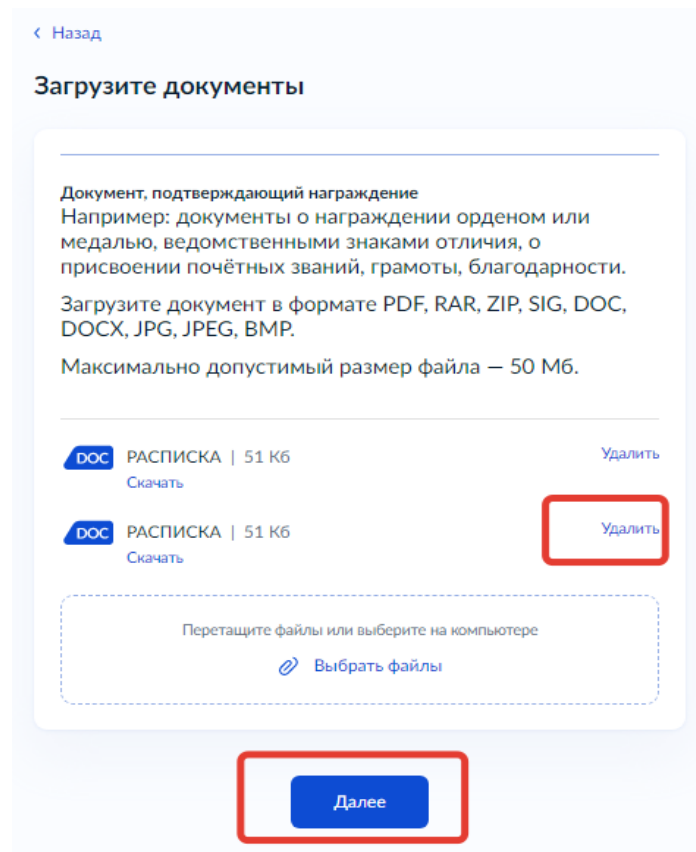 Назад
Загрузите документы
Документ, подтверждающий награждение
Например: документы о награждении орденом или
медалью, ведомственными знаками отличия, о
присвоении почётных званий, грамоты, благодарности.
Загрузите документ в формате PDF, RAR, ZIP, SIG, DOC,
DOCX, JPG, JPEG, BMP.
Максимально допустимый размер файла — 50 Мб.
DOC РАСПИСКА | 51 Кб Удалить
Скачать
DOC РАСПИСКА | 51 Кб Удалить
Скачать
Перетащите файлы или выберите на компьютере
Выбрать файлы
Далее